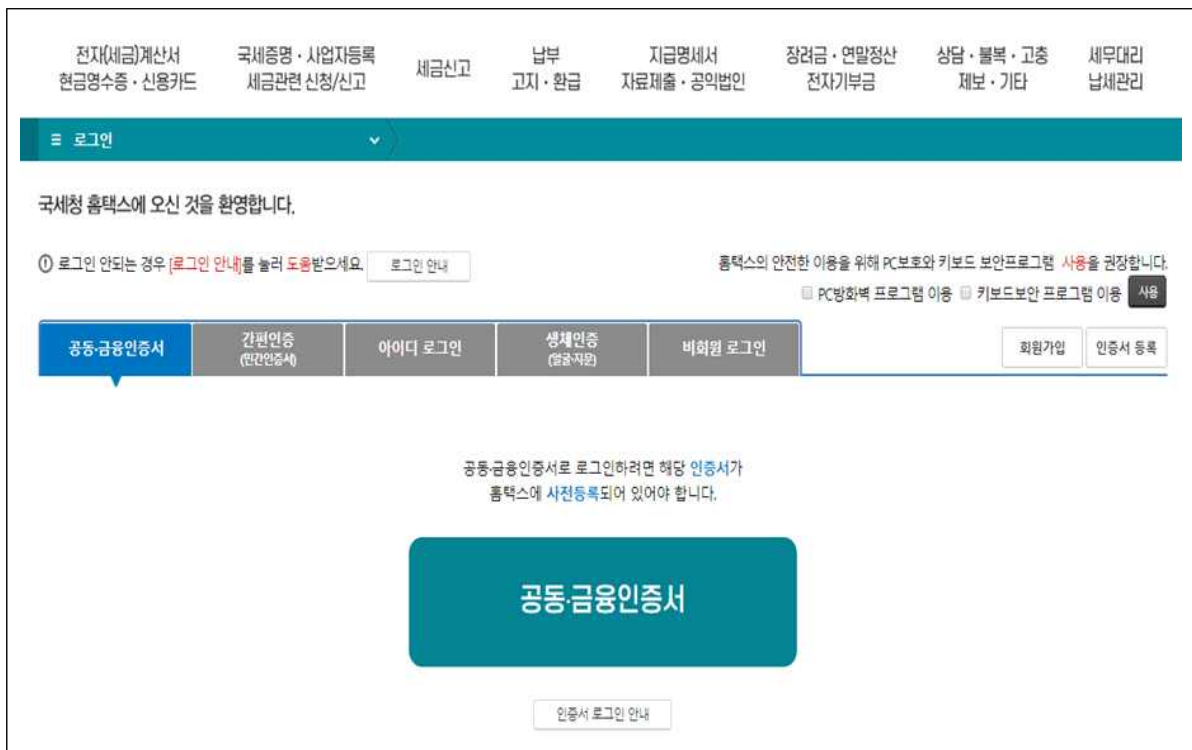 전자(세금)계산서
현금영수증·신용카드
국세증명·사업자등록
세금관련 신청/신고
세금신고
납부
고지·환급
지급명세서
자료제출·공익법인
장려금·연말정산
전자기부금
상담·불복·고충
제보·기타
세무대리
납세관리
로그인
국세청 홈택스에 오신 것을 환영합니다.
로그인 안되는 경우 [로그인 안내]를 눌러 도움받으세요. 로그인 안내
홈택스의 안전한 이용을 위해 PC보호와 키보드 보안프로그램 사용을 권장합니다.
PC방화벽 프로그램 이용 키보드보안 프로그램 이용 사용
공동·금융인증서
간편인증
(민간인증서)
아이디 로그인
생체인증
(얼굴·지문)
비회원 로그인
회원가입
인증서 등록
공동·금융인증서로 로그인하려면 해당 인증서가
홈택스에 사전등록되어 있어야 합니다.
공동·금융인증서
인증서 로그인 안내